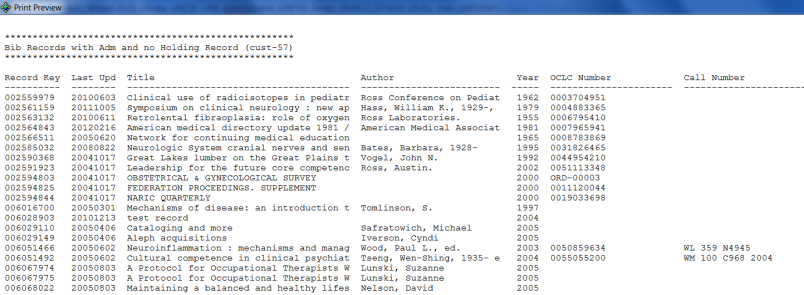 Print Preview
****************************************************
Bib Records with Adm and no Holding Record (cust-57)
****************************************************
Record Key Last Upd Title Author Year OCLC Number Call Number
002559979 20100603 Clinical use of radioisotopes in pediatr Ross Conference on Pediat 1962 0003704951
002561159 20111005 Symposium on clinical neurology : new ap Hass, William K., 1929-, 1979 0004883365
002563132 20100611 Retrolental fibraoplasia: role of oxygen Ross Laboratories. 1955 0006795410
002564843 20120216 American medical directory update 1981 / American Medical Associat 1981 0007965941
002566511 20050620 Network for continuing medical education 1965 0008783869
002585032 20080822 Neurologic System cranial nerves and sen Bates, Barbara, 1928- 1995 0031826465
002590368 20041017 Great Lakes lumber on the Great Plains t Vogel, John N. 1992 0044954210
002591923 20041017 Leadership for the future core competenc Ross, Austin. 2002 0051113348
002594803 20041017 OBSTETRICAL & GYNECOLOGICAL SURVEY 2000 ORD-00003
002594825 20041017 FEDERATION PROCEEDINGS. SUPPLEMENT 2000 0011120044
002594844 20041017 NARIC QUARTERLY 2000 0019033698
006016700 20050301 Mechanisms of disease: an introduction t Tomlinson, S. 1997
006028903 20101213 test record 2004
006029110 20050406 Cataloging and more Safratowich, Michael 2005
006029149 20050406 Aleph acquisitions Iverson, Cyndi 2005
006051466 20050602 Neuroinflammation : mechanisms and manag Wood, Paul L., ed. 2003 0050859634 WL 359 N4945
006051492 20050602 Cultural competence in clinical psychiat Tseng, Wen-Shing, 1935- e 2004 0055055200 WM 100 C968 2004
006067974 20050803 A Protocol for Occupational Therapists W Lunski, Suzanne 2005
006067975 20050803 A Protocol for Occupational Therapists W Lunski, Suzanne 2005
006068022 20050803 Maintaining a balanced and healthy lifes Nelson, David 2005